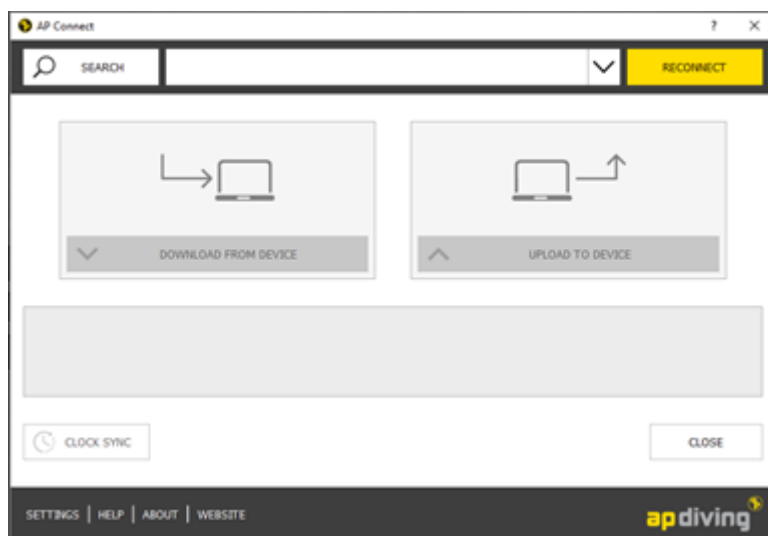 AP Connect ?
SEARCH RECONNECT
DOWNLOAD FROM DEVICE UPLOAD TO DEVICE
CLOCK SYNC CLOSE
SETTINGS | HELP | ABOUT | WEBSITE
apdiving